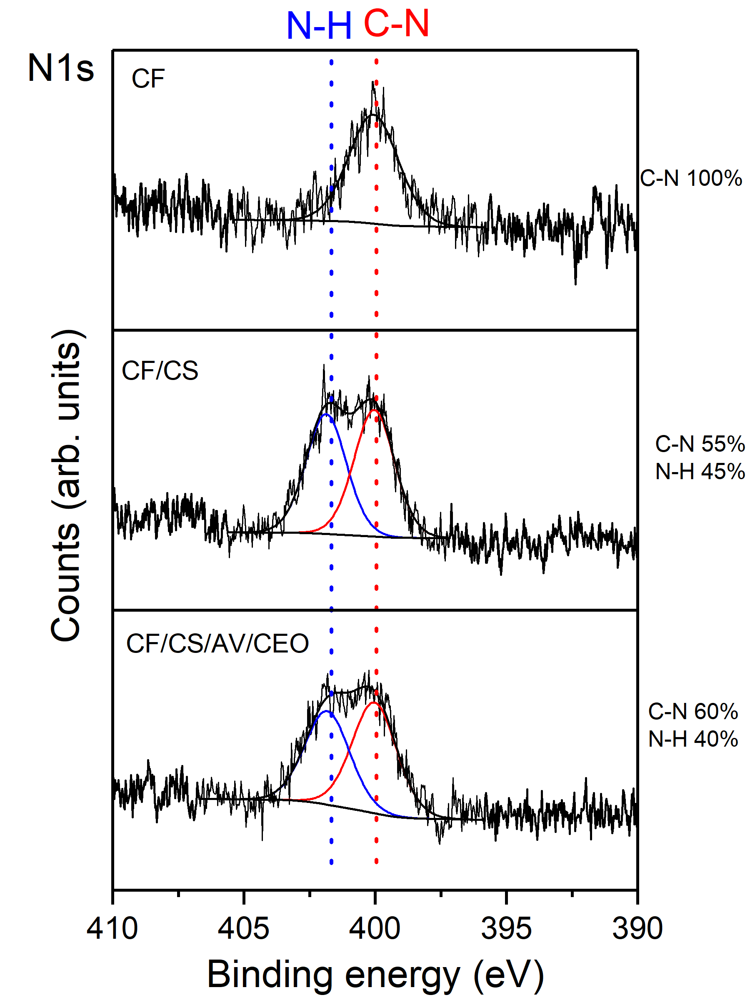 N-H C-N
N1s
CF
C-N 100%
CF/CS
C-N 55%
N-H 45%
CF/CS/AV/CEO
C-N 60%
N-H 40%
Counts (arb. units)
410 405 400 395 390
Binding energy (eV)